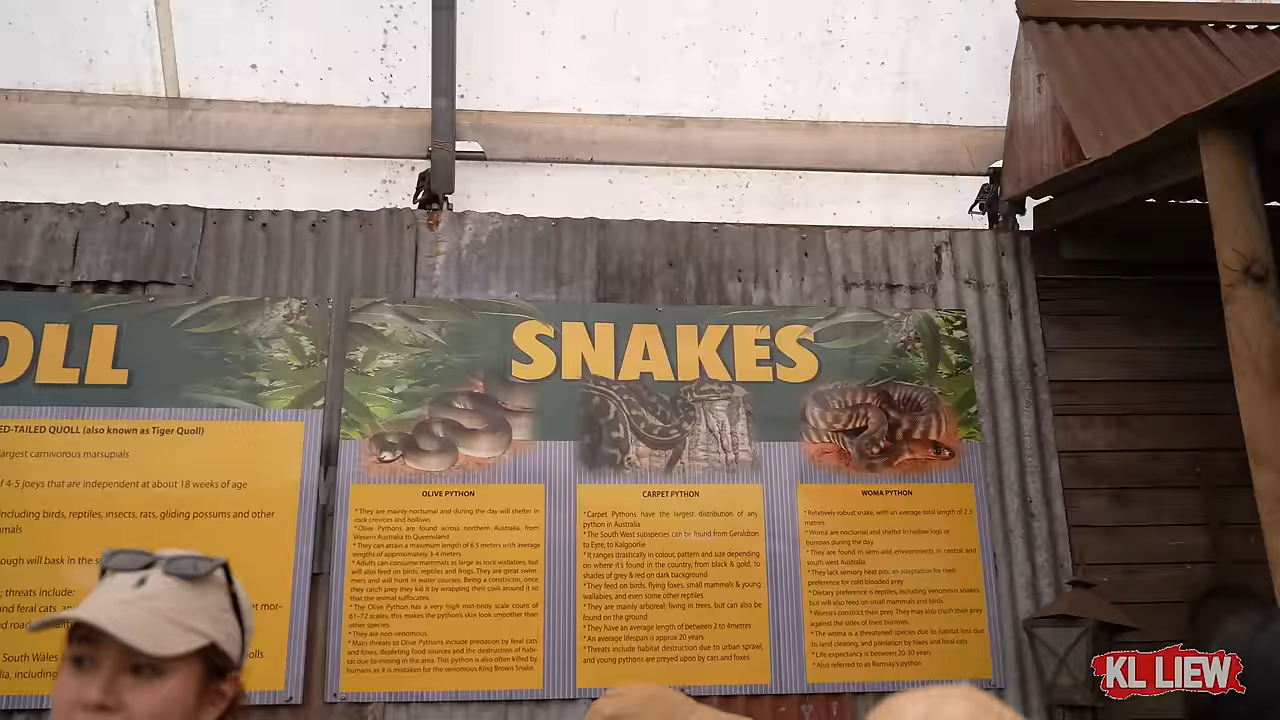 OLL
ED-TAILED QUOLL (also known as Tiger Quoll)
largest carnivorous marsupials
f 4-5 joeys that are independent at about 18 weeks of age
including birds, reptiles, insects, rats, gliding possums and other
mals
ough will bask in the s
; threats include:
nd feral cats, a
et mor-
nd road
South Wales
olls
lia, including
SNAKES
OLIVE PYTHON
* They are mainly nocturnal and during the day will shelter in
rock crevices and hollows
* Olive Pythons are found across northern Australia, from
Western Australia to Queensland
* They can attain a maximum length of 6.5 meters with average
lengths of approximately 3-4 meters
* Adults can consume mammals as large as rock wallabies, but
will also feed on birds, reptiles and frogs. They are great swim
mers and will hunt in water courses. Being a constrictor, once
they catch prey they kill it by wrapping their coils around it so
that the animal suffocates.
* The Olive Python has a very high mid-body scale count of
61-72 scales; this makes the python's skin look smoother than
other species
* They are non-venomous.
* Main threats to Olive Pythons include predation by feral cats
and foxes, depleting food sources and the destruction of habi-
tat due to mining in the area. This python is also often killed by
humans as it is mistaken for the venomous King Brown Snake.
CARPET PYTHON
* Carpet Pythons have the largest distribution of any
python in Australia
* The South West subspecies can be found from Geraldton
to Eyre, to Kalgoorlie
* It ranges drastically in colour, pattern and size depending
on where it's found in the country, from black & gold, to
shades of grey & red on dark background
* They feed on birds, flying foxes, small mammals & young
wallabies, and even some other reptiles
* They are mainly arboreal; living in trees, but can also be
found on the ground
* They have an average length of between 2 to 4metres
* An average lifespan is approx 20 years
* Threats include habitat destruction due to urban sprawl,
and young pythons are preyed upon by cats and foxes
WOMA PYTHON
* Relatively robust snake, with an average total length of 2.3
metres
* Woma are nocturnal and shelter in hollow logs or
burrows during the day.
* They are found in semi-arid environments in central and
south west Australia
* They lack sensory heat pits, an adaptation for their
preference for cold blooded prey
* Dietary preference is reptiles, including venomous snakes,
but will also feed on small mammals and birds
* Woma's constrict their prey. They may also crush their prey
against the sides of their burrows.
* The woma is a threatened species due to habitat loss due
to land clearing, and predation by foxes and feral cats
* Life expectancy is between 20-30 years
* Also referred to as Ramsay's python
KL LIEW